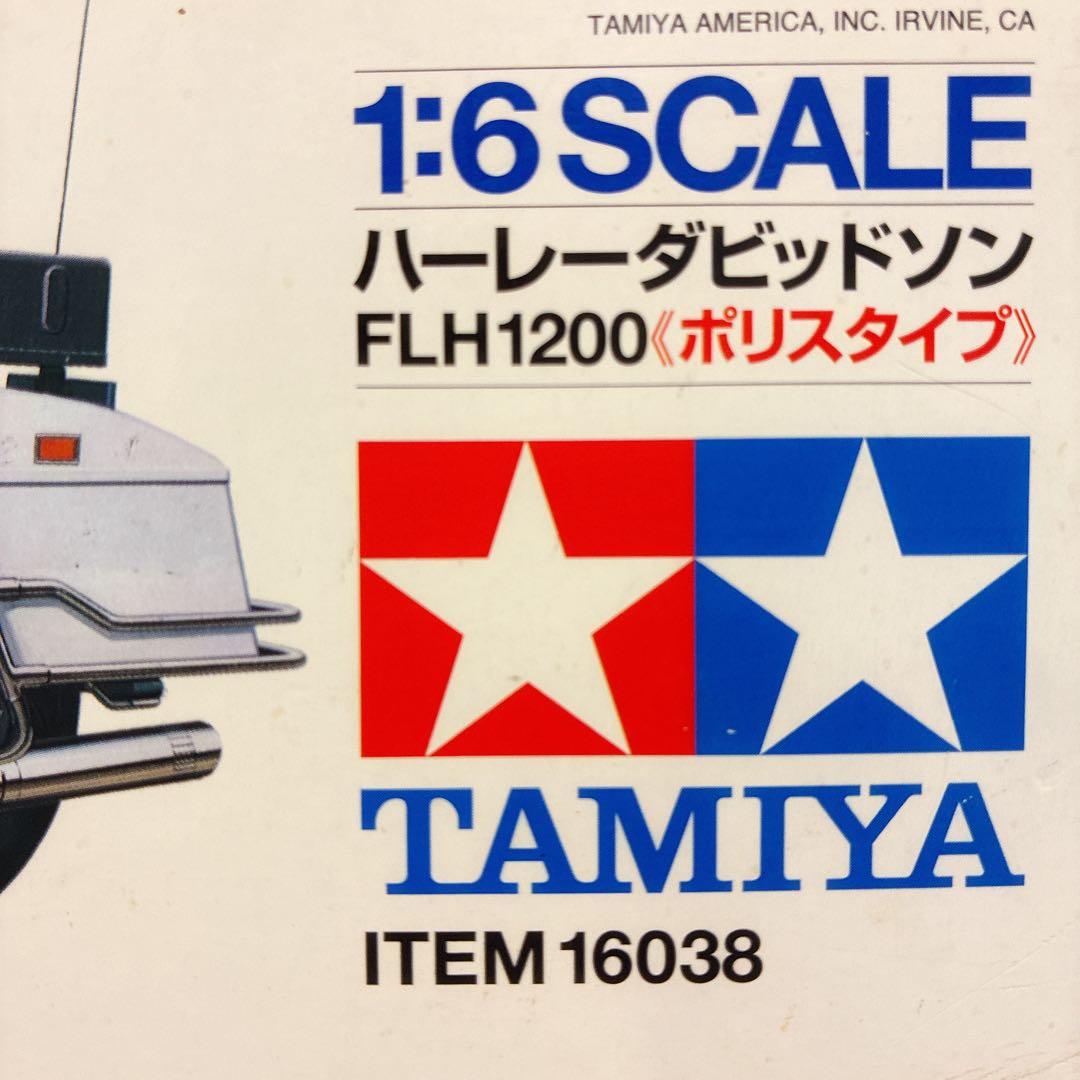 TAMIYA AMERICA, INC. IRVINE, CA
1:6 SCALE
ハーレーダビッドソン
FLH1200《ポリスタイプ》
TAMIYA
ITEM 16038